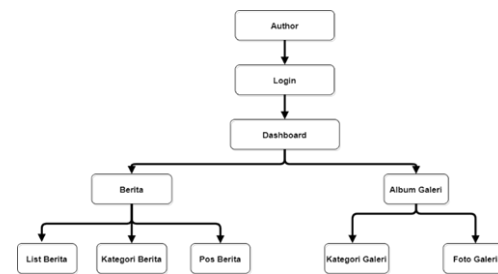 Author
Login
Dashboard
Berita
Album Galeri
List Berita
Kategori Berita
Pos Berita
Kategori Galeri
Foto Galeri